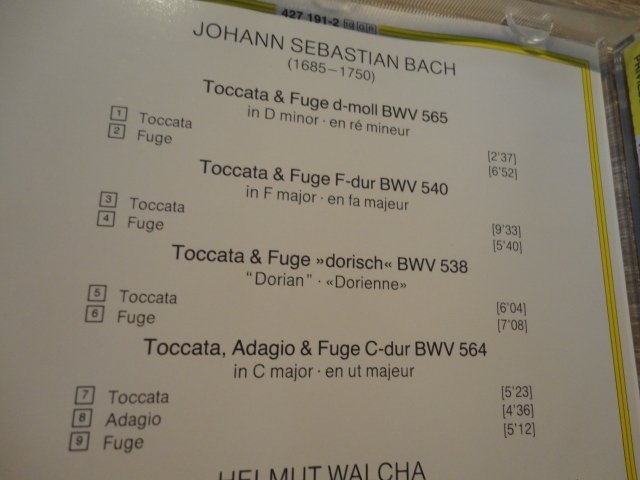 427 191-2
JOHANN SEBASTIAN BACH
(1685–1750)
Toccata & Fuge d-moll BWV 565
in D minor · en ré mineur
1 Toccata [2'37]
2 Fuge [6'52]
Toccata & Fuge F-dur BWV 540
in F major · en fa majeur
3 Toccata [9'33]
4 Fuge [5'40]
Toccata & Fuge »dorisch« BWV 538
“Dorian” · «Dorienne»
5 Toccata [6'04]
6 Fuge [7'08]
Toccata, Adagio & Fuge C-dur BWV 564
in C major · en ut majeur
7 Toccata [5'23]
8 Adagio [4'36]
9 Fuge [5'12]
HELMUT WALCHA